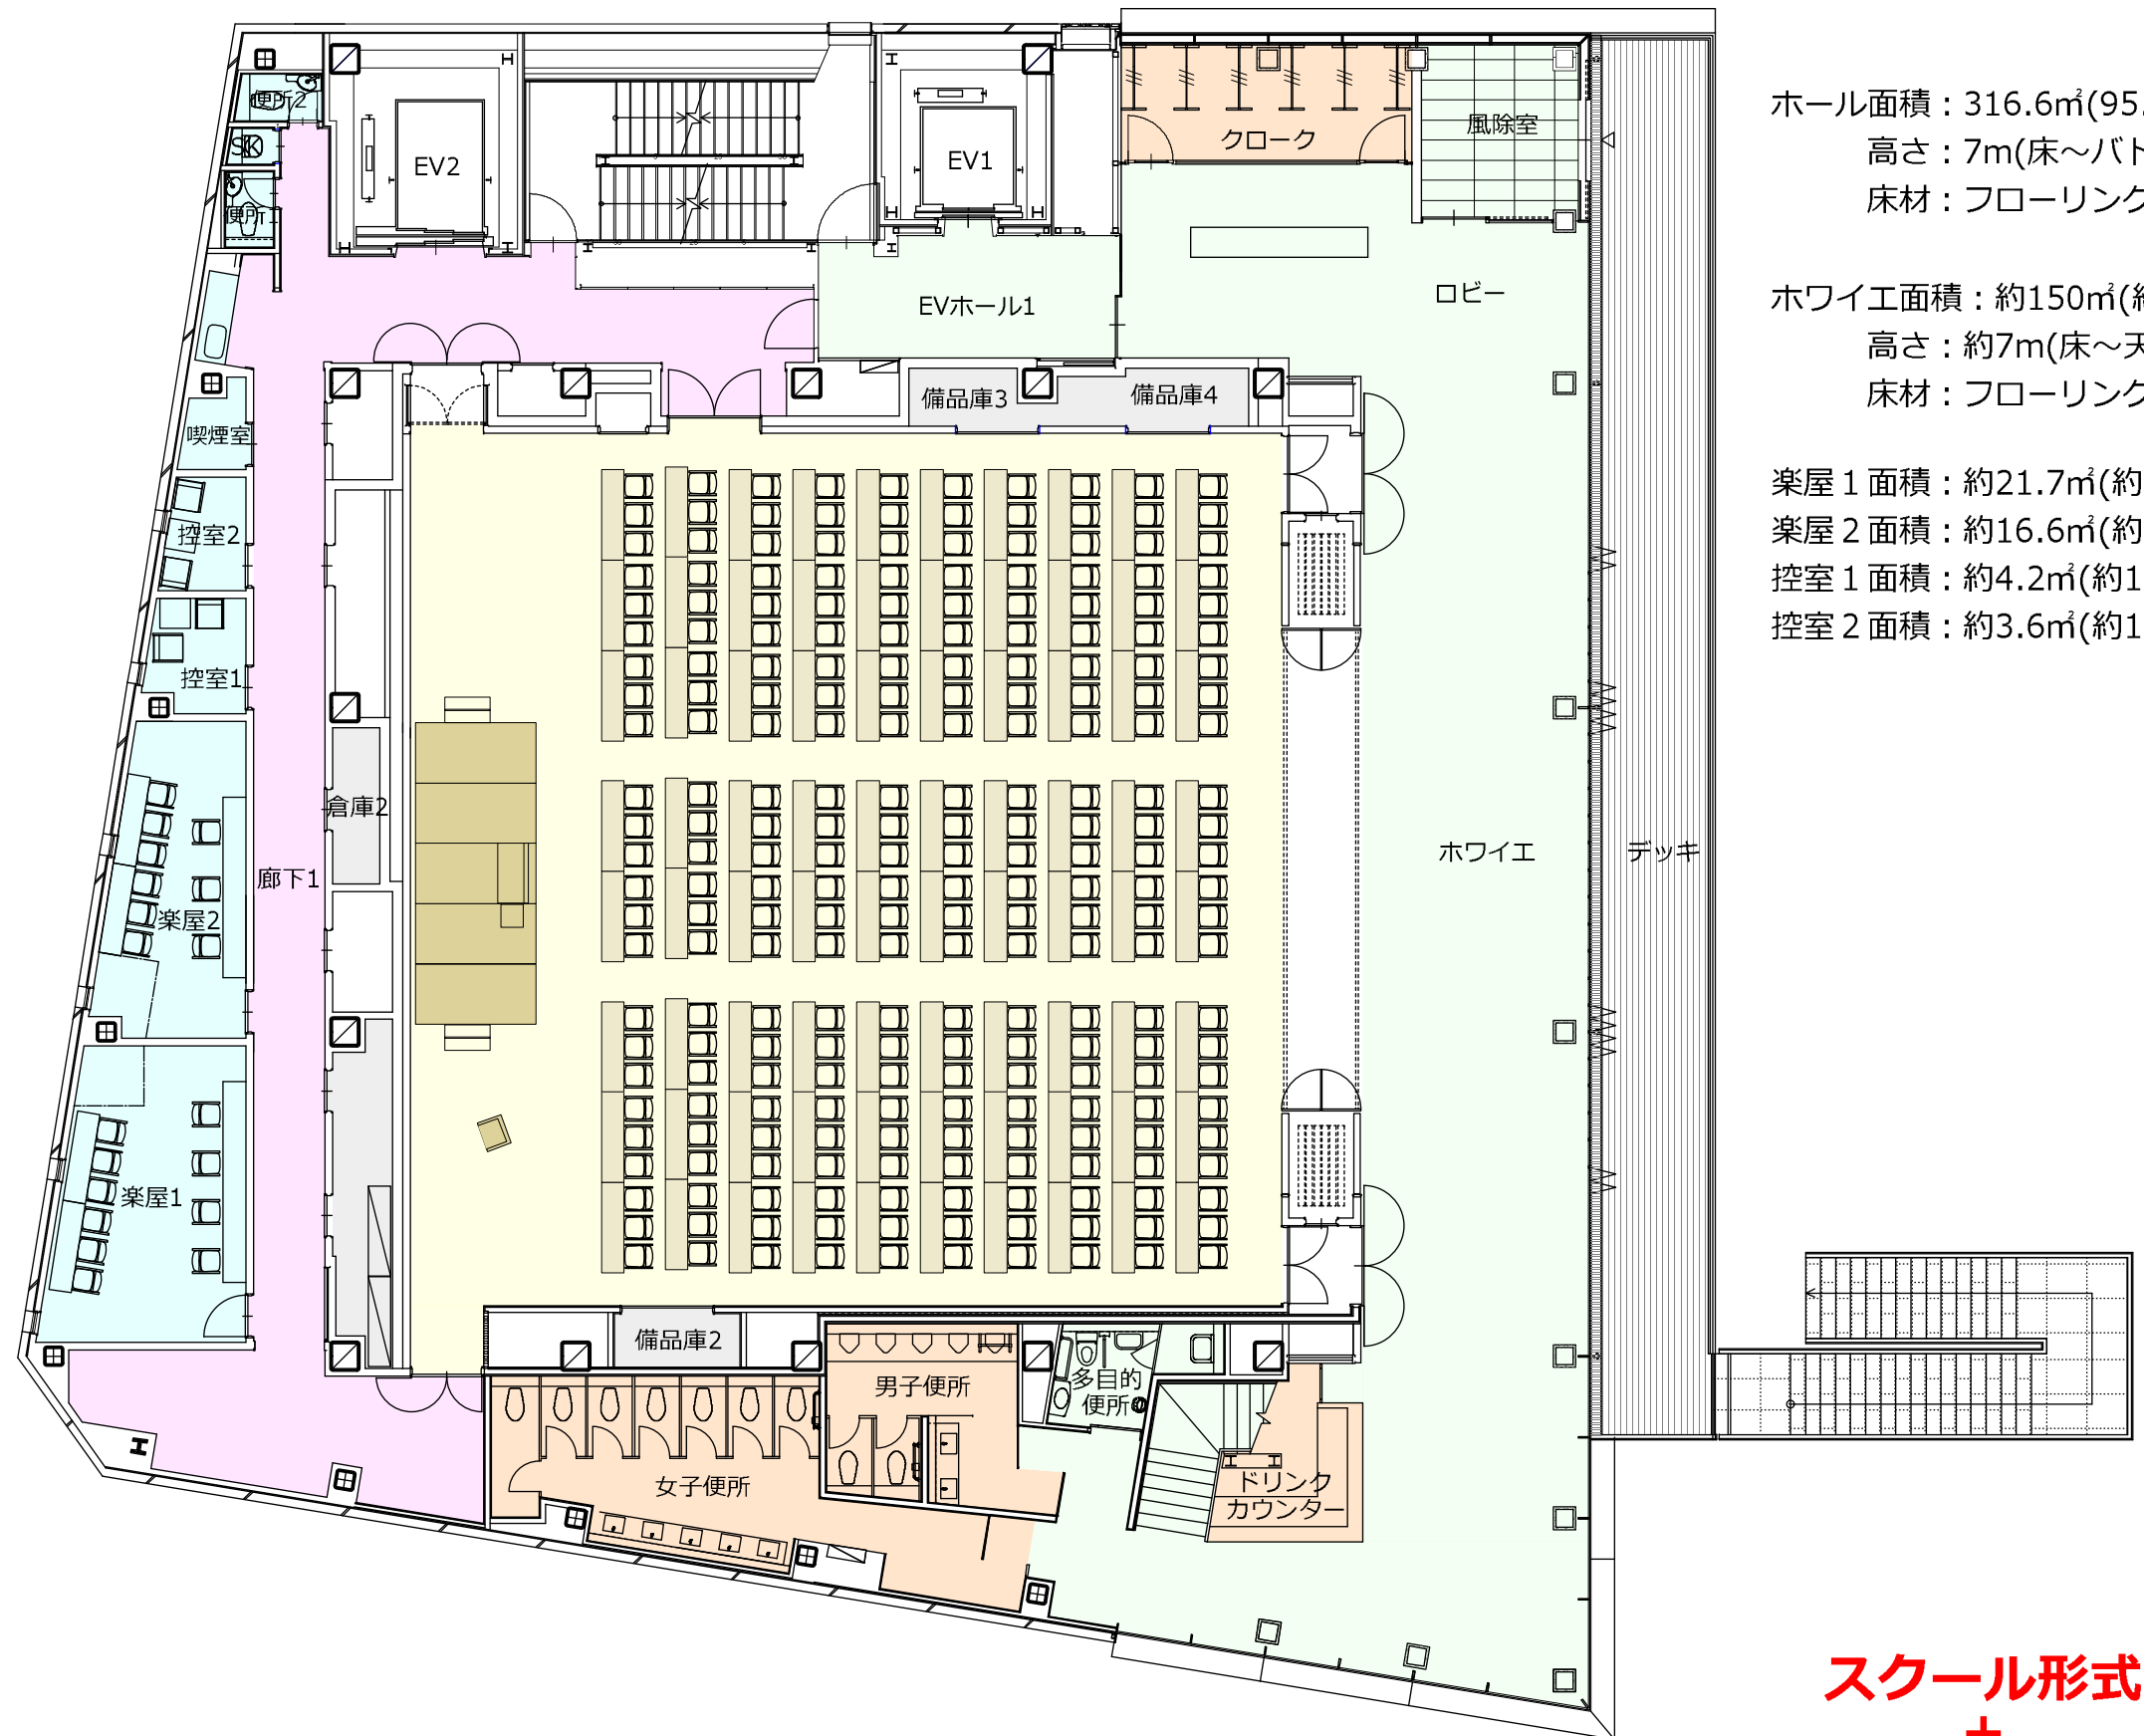 便所2
SK
便所1
EV2
EV1
クローク
風除室
ロビー
EVホール1
備品庫3
備品庫4
喫煙室
控室2
控室1
倉庫2
廊下1
楽屋2
楽屋1
ホワイエ
デッキ
備品庫2
男子便所
多目的
便所
女子便所
ドリンク
カウンター
ホール面積：316.6㎡(95.
高さ：7m(床～バト
床材：フローリング
ホワイエ面積：約150㎡(約
高さ：約7m(床～天
床材：フローリング
楽屋１面積：約21.7㎡(約
楽屋２面積：約16.6㎡(約
控室１面積：約4.2㎡(約1
控室２面積：約3.6㎡(約1
スクール形式